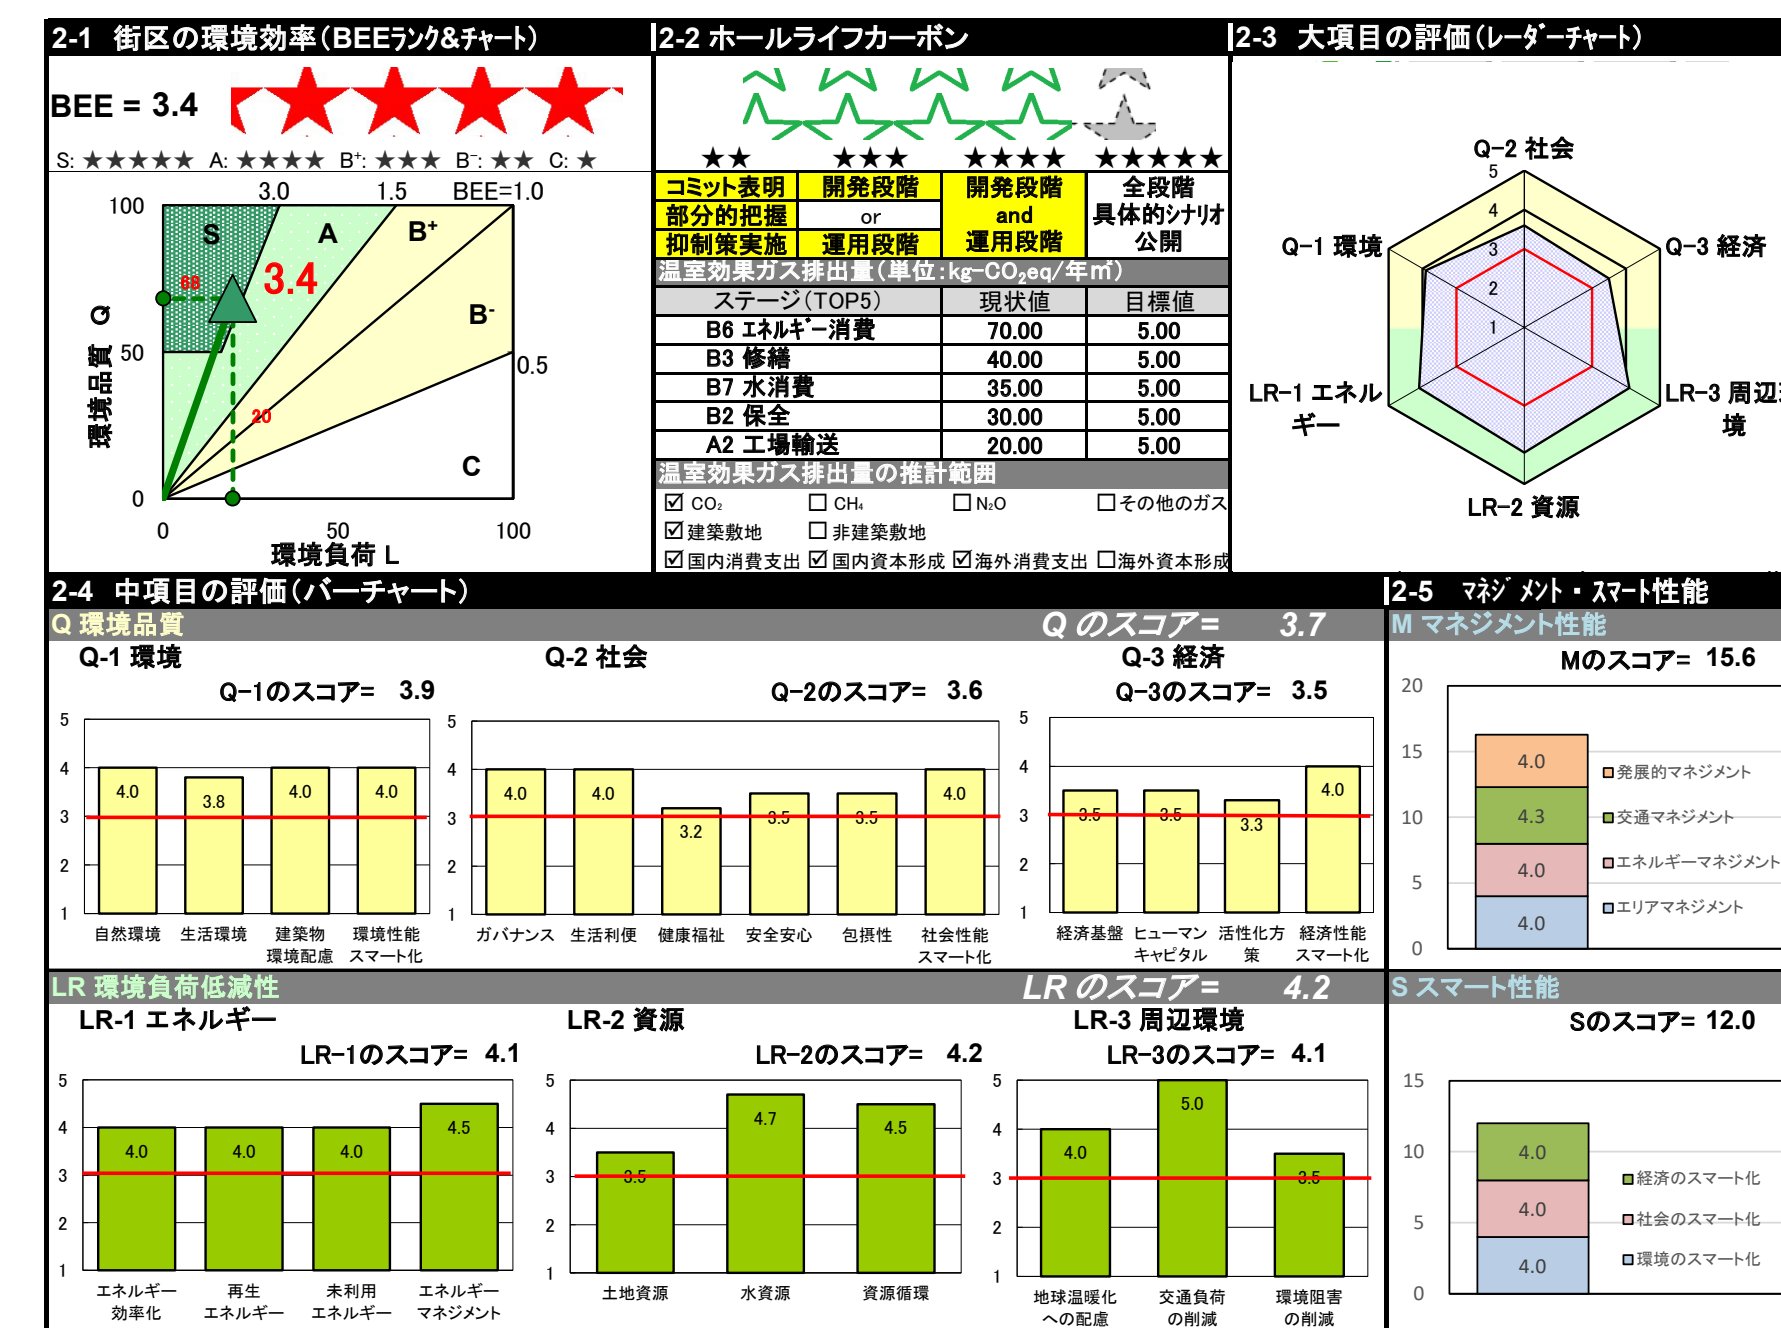 2-1 街区の環境効率（BEEﾗﾝｸ&ﾁｬｰﾄ）
BEE = 3.4
S: ★★★★★ A: ★★★★ B⁺: ★★★ B⁻: ★★ C: ★
3.0 1.5 BEE=1.0
100
S A B⁺
68 3.4
B⁻
環境品質 Q
50
0.5
20
C
0
0 50 100
環境負荷 L
2-2 ホールライフカーボン
★★ ★★★ ★★★★ ★★★★★
コミット表明 開発段階 開発段階 全段階
部分的把握 or and 具体的ｼﾅﾘｵ
抑制策実施 運用段階 運用段階 公開
温室効果ガス排出量（単位：kg-CO₂eq/年㎡）
ステージ（TOP5） 現状値 目標値
B6 ｴﾈﾙｷﾞｰ消費 70.00 5.00
B3 修繕 40.00 5.00
B7 水消費 35.00 5.00
B2 保全 30.00 5.00
A2 工場輸送 20.00 5.00
温室効果ガス排出量の推計範囲
☑ CO₂ ☐ CH₄ ☐ N₂O ☐ その他のガス
☑ 建築敷地 ☐ 非建築敷地
☑ 国内消費支出 ☑ 国内資本形成 ☑ 海外消費支出 ☐ 海外資本形成
2-3 大項目の評価（ﾚｰﾀﾞｰﾁｬｰﾄ）
Q-2 社会
5
4
Q-1 環境 3 Q-3 経済
2
1
LR-1 エネル
ギー
LR-3 周辺
境
LR-2 資源
2-4 中項目の評価（バーチャート）
Q 環境品質 Q のスコア= 3.7
Q-1 環境
Q-1のスコア= 3.9
5
4
3
2
1
4.0 3.8 4.0 4.0
自然環境 生活環境 建築物 環境性能
環境配慮 スマート化
Q-2 社会
Q-2のスコア= 3.6
5
4
3
2
1
4.0 4.0 3.2 3.5 3.5 4.0
ガバナンス 生活利便 健康福祉 安全安心 包摂性 社会性能
スマート化
Q-3 経済
Q-3のスコア= 3.5
5
4
3
2
1
3.5 3.5 3.3 4.0
経済基盤 ヒューマン 活性化方 経済性能
キャピタル 策 スマート化
LR 環境負荷低減性 LR のスコア= 4.2
LR-1 エネルギー
LR-1のスコア= 4.1
5
4
3
2
1
4.0 4.0 4.0 4.5
エネルギー 再生 未利用 エネルギー
効率化 エネルギー エネルギー マネジメント
LR-2 資源
LR-2のスコア= 4.2
5
4
3
2
1
3.5 4.7 4.5
土地資源 水資源 資源循環
LR-3 周辺環境
LR-3のスコア= 4.1
5
4
3
2
1
4.0 5.0 3.5
地球温暖化 交通負荷 環境阻害
への配慮 の削減 の削減
2-5 ﾏﾈｼﾞﾒﾝﾄ・ｽﾏｰﾄ性能
M マネジメント性能
Mのスコア= 15.6
20
15
10
5
0
4.0
4.3
4.0
4.0
発展的マネジメント
交通マネジメント
エネルギーマネジメント
エリアマネジメント
S スマート性能
Sのスコア= 12.0
15
10
5
0
4.0
4.0
4.0
経済のスマート化
社会のスマート化
環境のスマート化